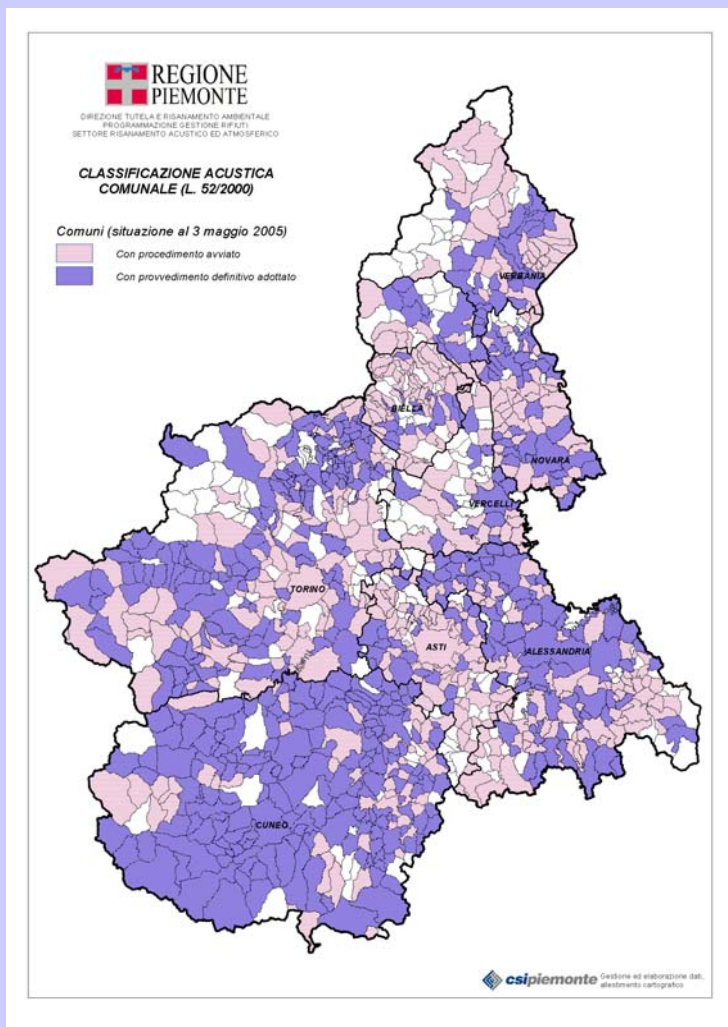 REGIONE
PIEMONTE
DIREZIONE TUTELA E RISANAMENTO AMBIENTALE
PROGRAMMAZIONE GESTIONE RIFIUTI
SETTORE RISANAMENTO ACUSTICO ED ATMOSFERICO
CLASSIFICAZIONE ACUSTICA
COMUNALE (L. 52/2000)
Comuni (situazione al 3 maggio 2005)
Con procedimento avviato
Con provvedimento definitivo adottato
VERBANIA
BIELLA
NOVARA
VERCELLI
TORINO
ASTI
ALESSANDRIA
CUNEO
csipiemonte Gestione ed elaborazione dati,
allestimento cartografico